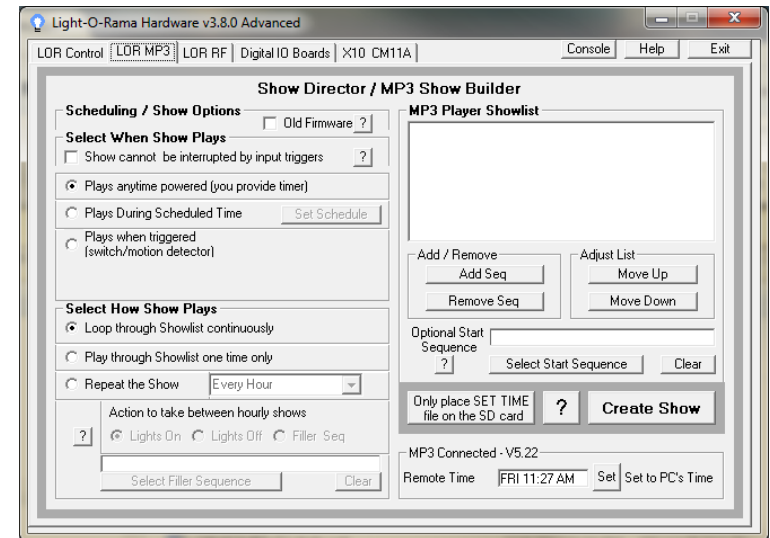 Light-O-Rama Hardware v3.8.0 Advanced
LOR Control LOR MP3 LOR RF Digital IO Boards X10 CM11A Console Help Exit
Show Director / MP3 Show Builder
Scheduling / Show Options
Old Firmware ?
Select When Show Plays
Show cannot be interrupted by input triggers ?
Plays anytime powered (you provide timer)
Plays During Scheduled Time Set Schedule
Plays when triggered
(switch/motion detector)
Select How Show Plays
Loop through Showlist continuously
Play through Showlist one time only
Repeat the Show Every Hour
Action to take between hourly shows
? Lights On Lights Off Filler Seq
Select Filler Sequence Clear
MP3 Player Showlist
Add / Remove
Add Seq
Remove Seq
Adjust List
Move Up
Move Down
Optional Start
Sequence
? Select Start Sequence Clear
Only place SET TIME
file on the SD card
? Create Show
MP3 Connected - V5.22
Remote Time FRI 11:27 AM Set Set to PC's Time